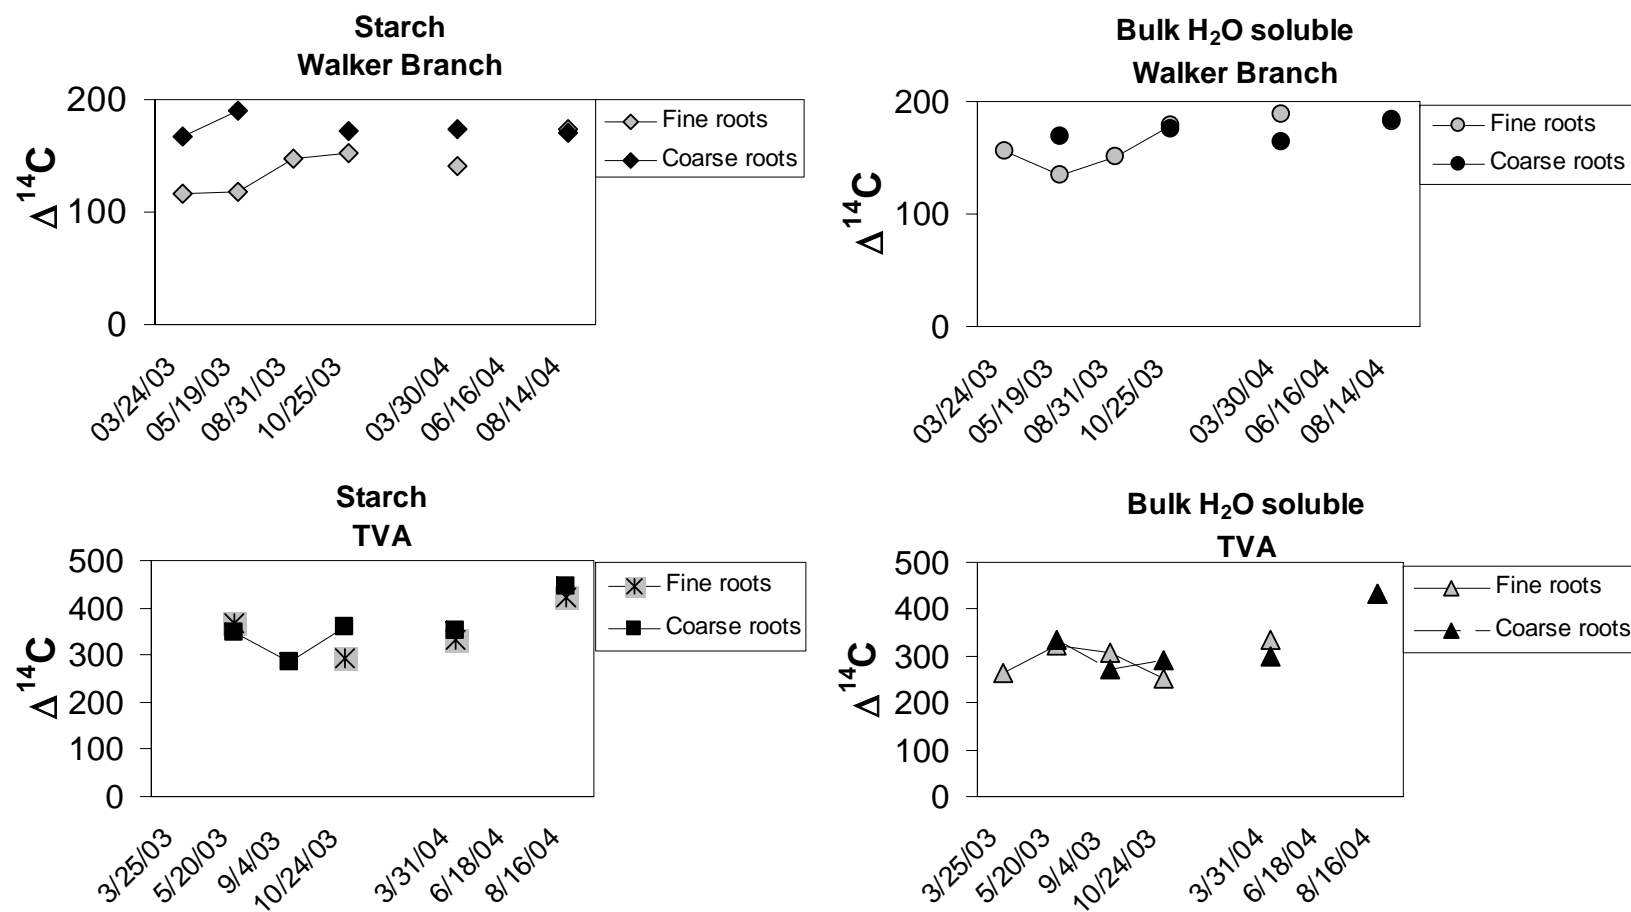 Starch
Walker Branch
200
100
0
Δ¹⁴C
03/24/03
05/19/03
08/31/03
10/25/03
03/30/04
06/16/04
08/14/04
Fine roots
Coarse roots
Bulk H₂O soluble
Walker Branch
200
100
0
Δ¹⁴C
03/24/03
05/19/03
08/31/03
10/25/03
03/30/04
06/16/04
08/14/04
Fine roots
Coarse roots
Starch
TVA
500
400
300
200
100
0
Δ¹⁴C
3/25/03
5/20/03
9/4/03
10/24/03
3/31/04
6/18/04
8/16/04
Fine roots
Coarse roots
Bulk H₂O soluble
TVA
500
400
300
200
100
0
Δ¹⁴C
3/25/03
5/20/03
9/4/03
10/24/03
3/31/04
6/18/04
8/16/04
Fine roots
Coarse roots